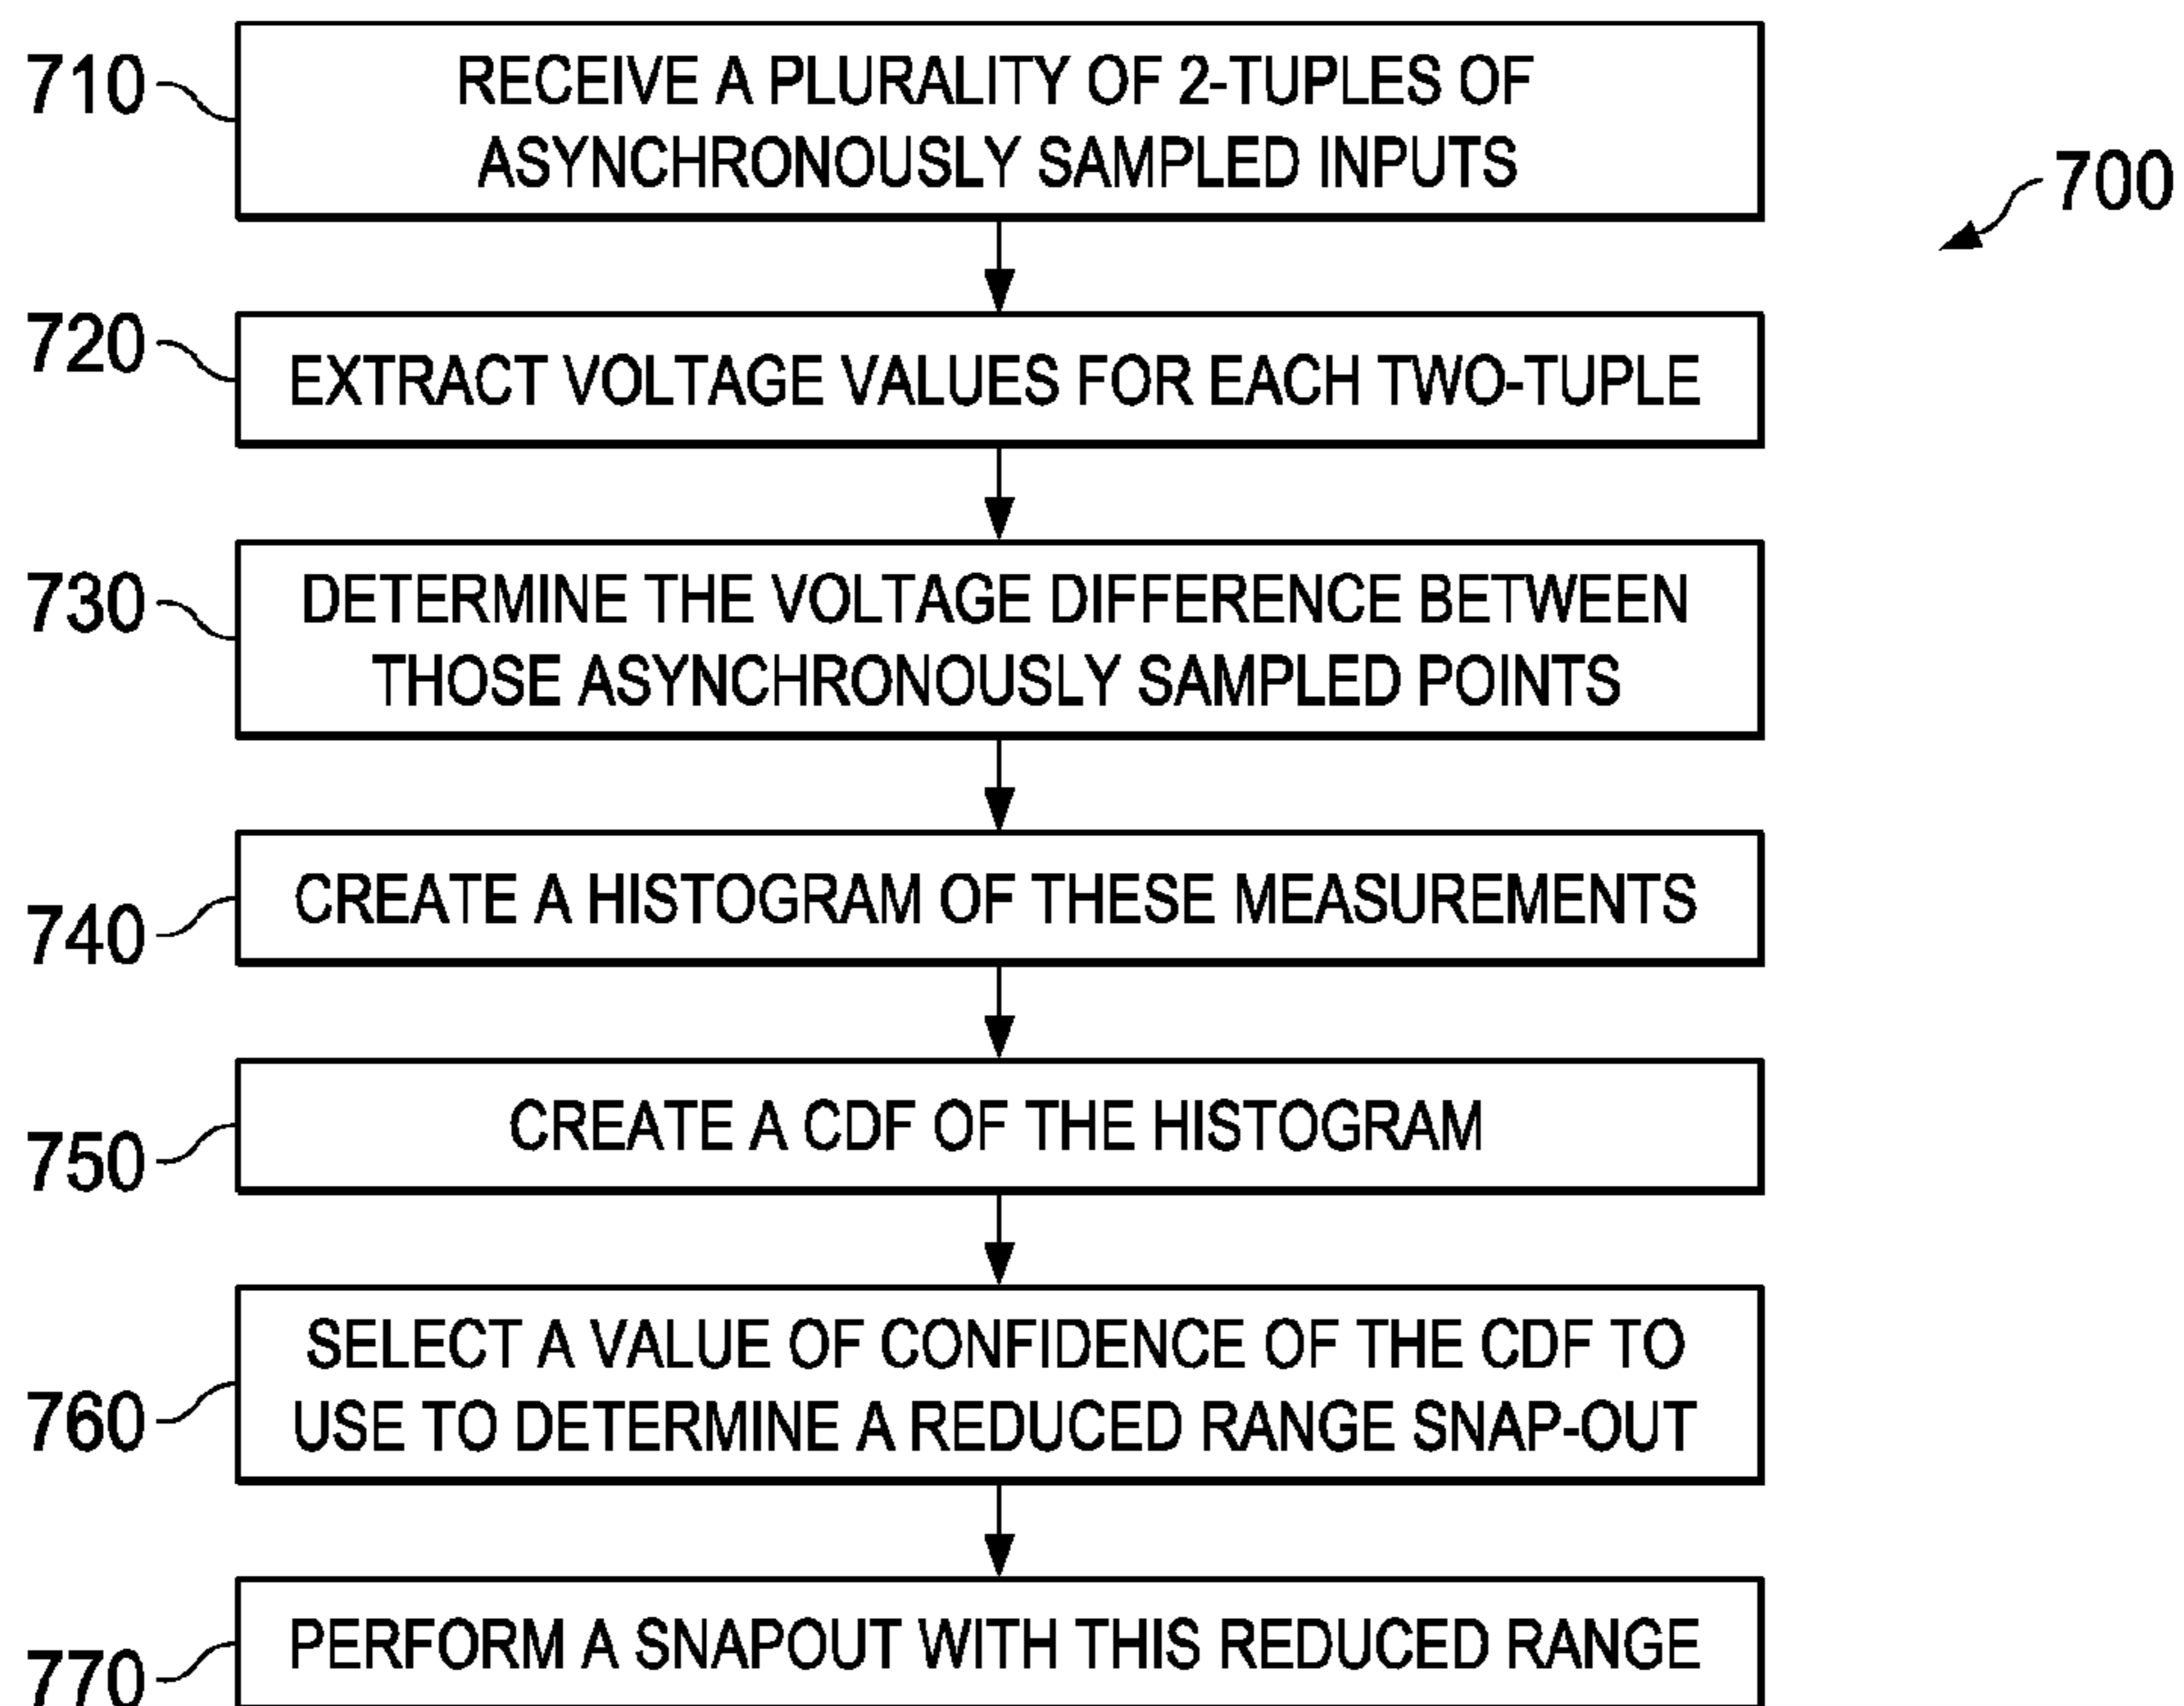 710
RECEIVE A PLURALITY OF 2-TUPLES OF
ASYNCHRONOUSLY SAMPLED INPUTS
700
720
EXTRACT VOLTAGE VALUES FOR EACH TWO-TUPLE
730
DETERMINE THE VOLTAGE DIFFERENCE BETWEEN
THOSE ASYNCHRONOUSLY SAMPLED POINTS
740
CREATE A HISTOGRAM OF THESE MEASUREMENTS
750
CREATE A CDF OF THE HISTOGRAM
760
SELECT A VALUE OF CONFIDENCE OF THE CDF TO
USE TO DETERMINE A REDUCED RANGE SNAP-OUT
770
PERFORM A SNAPOUT WITH THIS REDUCED RANGE